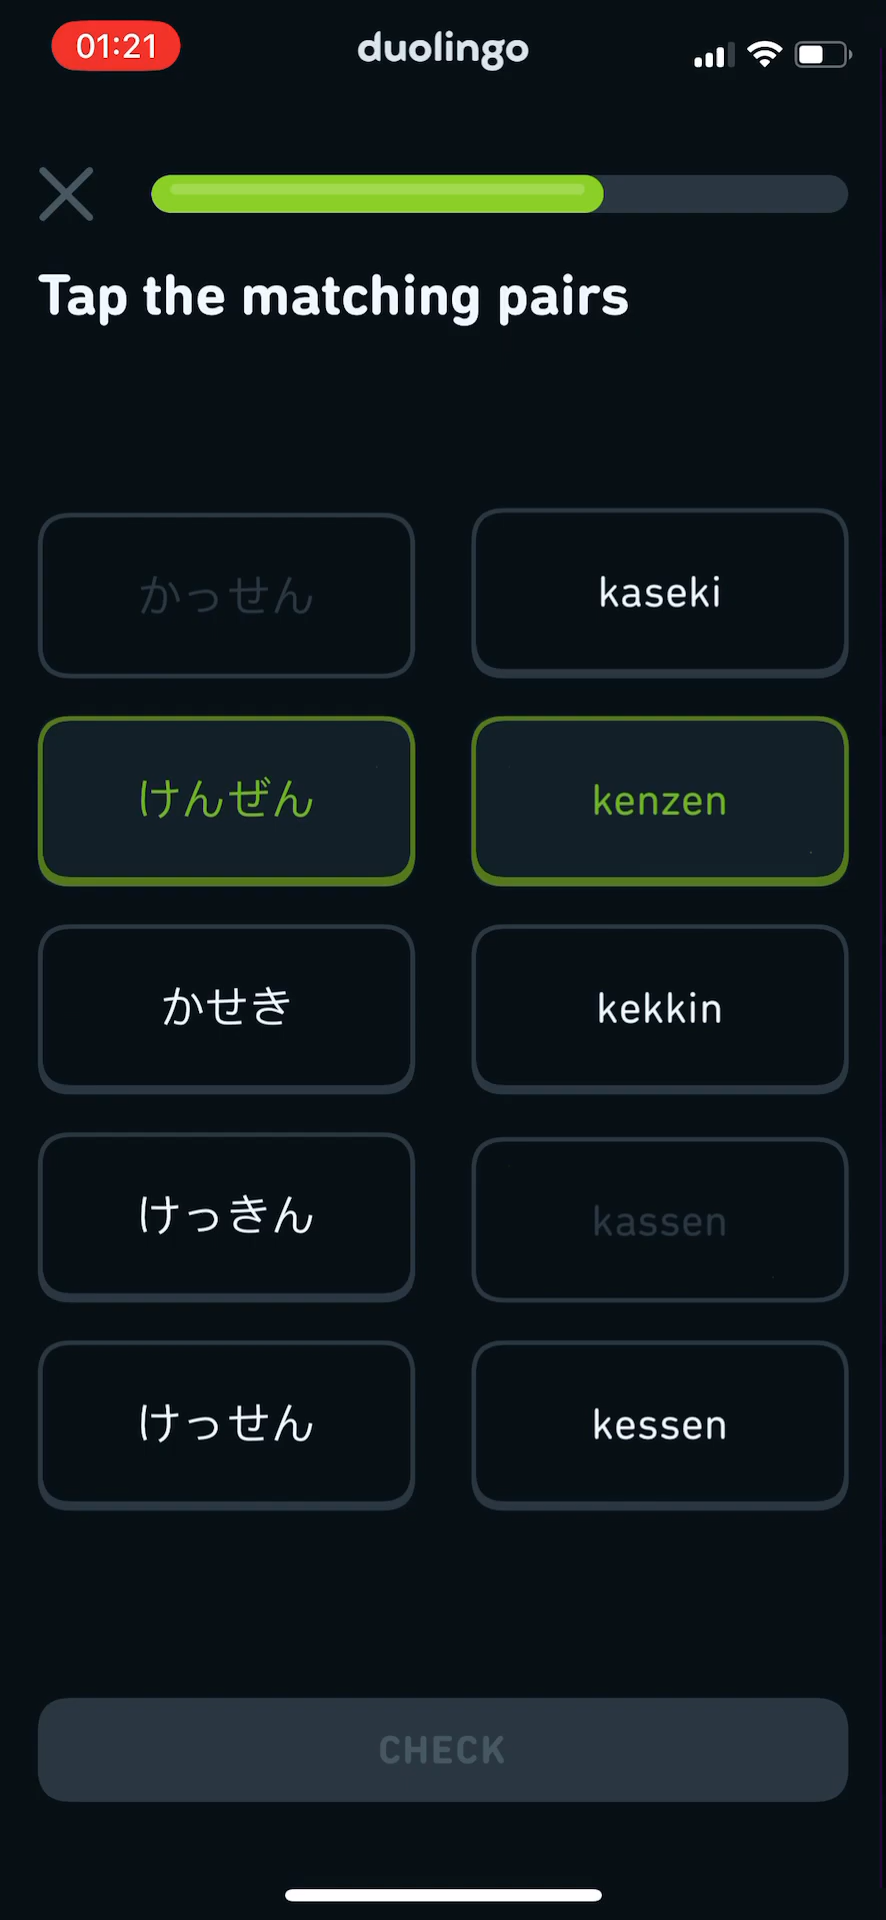 01:21
duolingo
Tap the matching pairs
かっせん
kaseki
けんぜん
kenzen
かせき
kekkin
けっきん
kassen
けっせん
kessen
CHECK